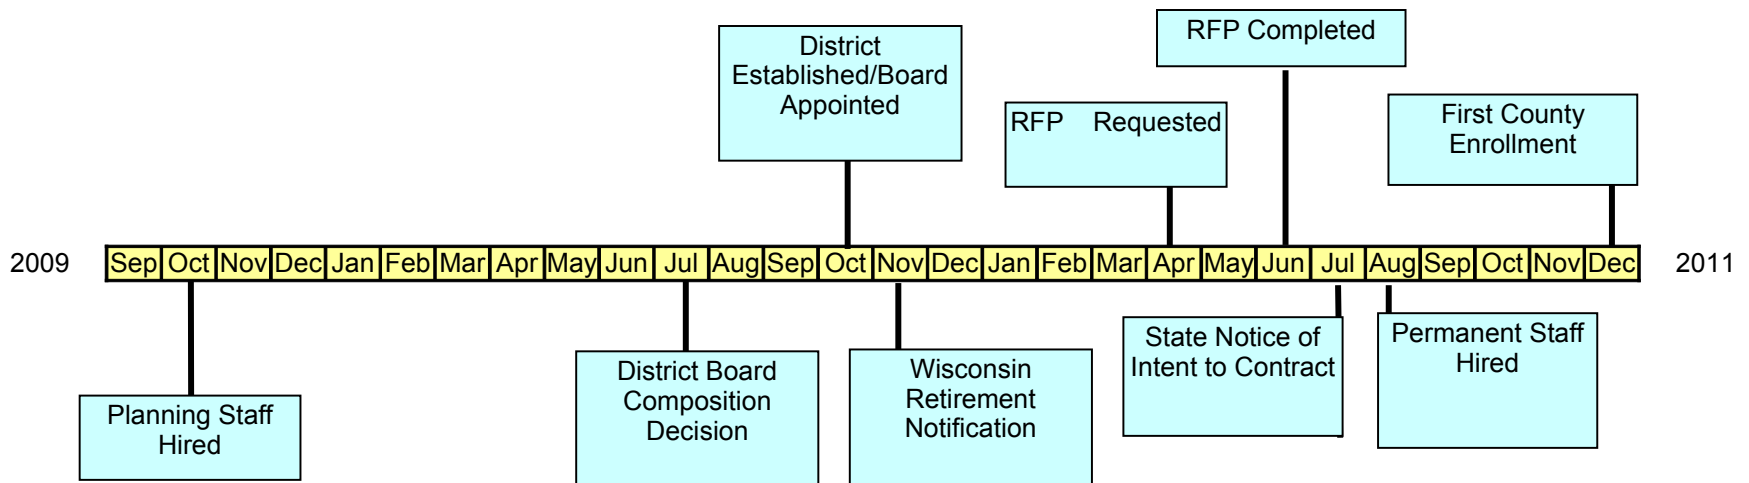 District
Established/Board
Appointed
RFP Completed
RFP Requested
First County
Enrollment
2009 Sep Oct Nov Dec Jan Feb Mar Apr May Jun Jul Aug Sep Oct Nov Dec Jan Feb Mar Apr May Jun Jul Aug Sep Oct Nov Dec 2011
Planning Staff
Hired
District Board
Composition
Decision
Wisconsin
Retirement
Notification
State Notice of
Intent to Contract
Permanent Staff
Hired